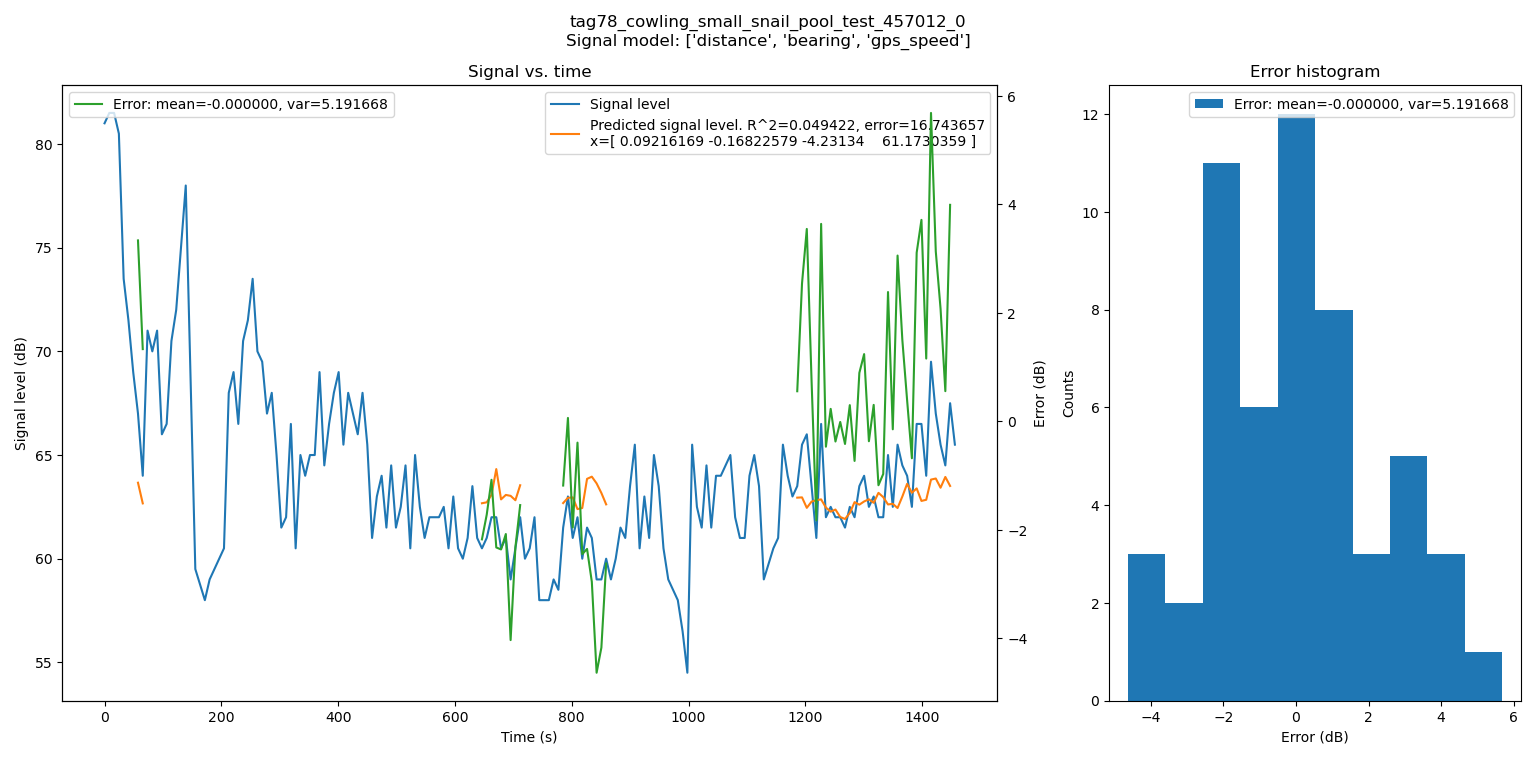 tag78_cowling_small_snail_pool_test_457012_0
Signal model: ['distance', 'bearing', 'gps_speed']
Signal vs. time
Error: mean=-0.000000, var=5.191668
Signal level
Predicted signal level. R^2=0.049422, error=16.743657
x=[ 0.09216169 -0.16822579 -4.23134    61.1730359 ]
80
75
70
65
60
55
Signal level (dB)
0 200 400 600 800 1000 1200 1400
Time (s)
6
4
2
0
−2
−4
Error (dB)
Error histogram
Error: mean=-0.000000, var=5.191668
12
10
8
6
4
2
0
Counts
−4 −2 0 2 4 6
Error (dB)